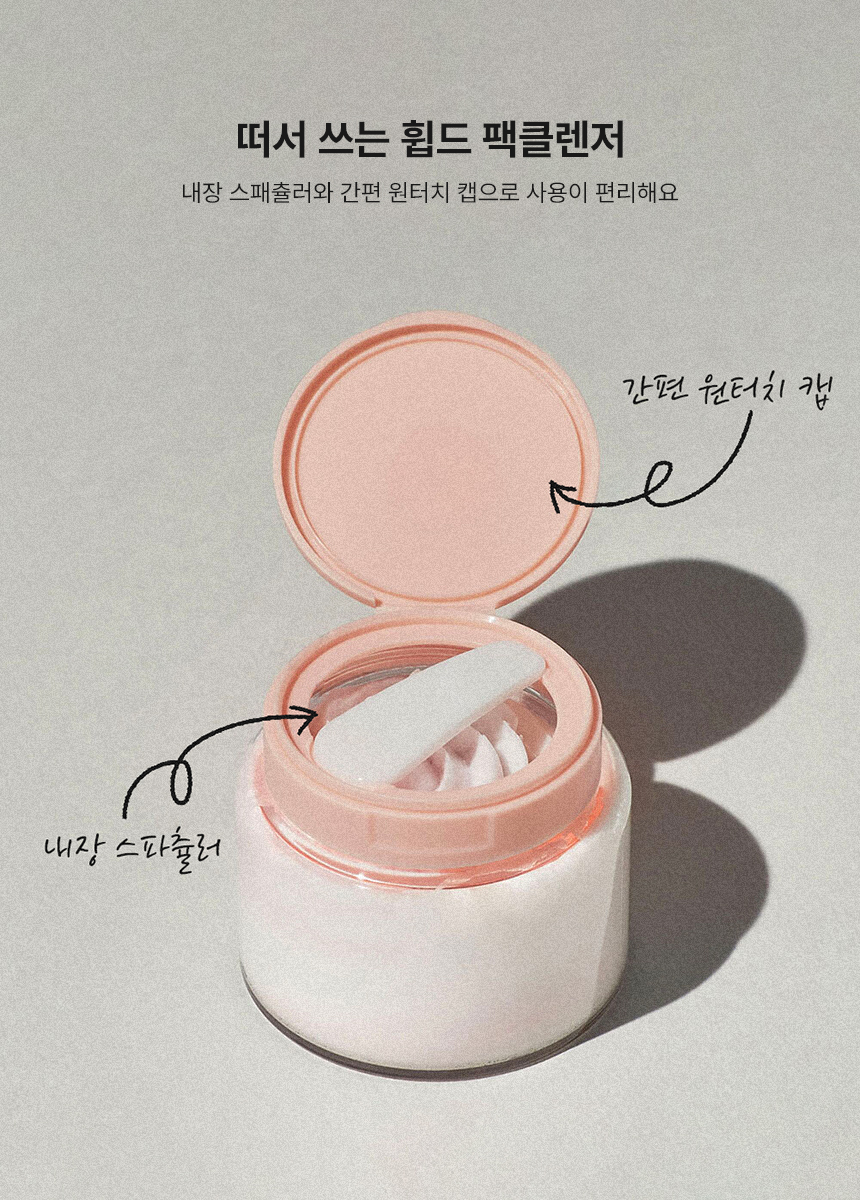 떠서 쓰는 휩드 팩클렌저
내장 스패츌러와 간편 원터치 캡으로 사용이 편리해요
간편 원터치 캡
내장 스파츌러